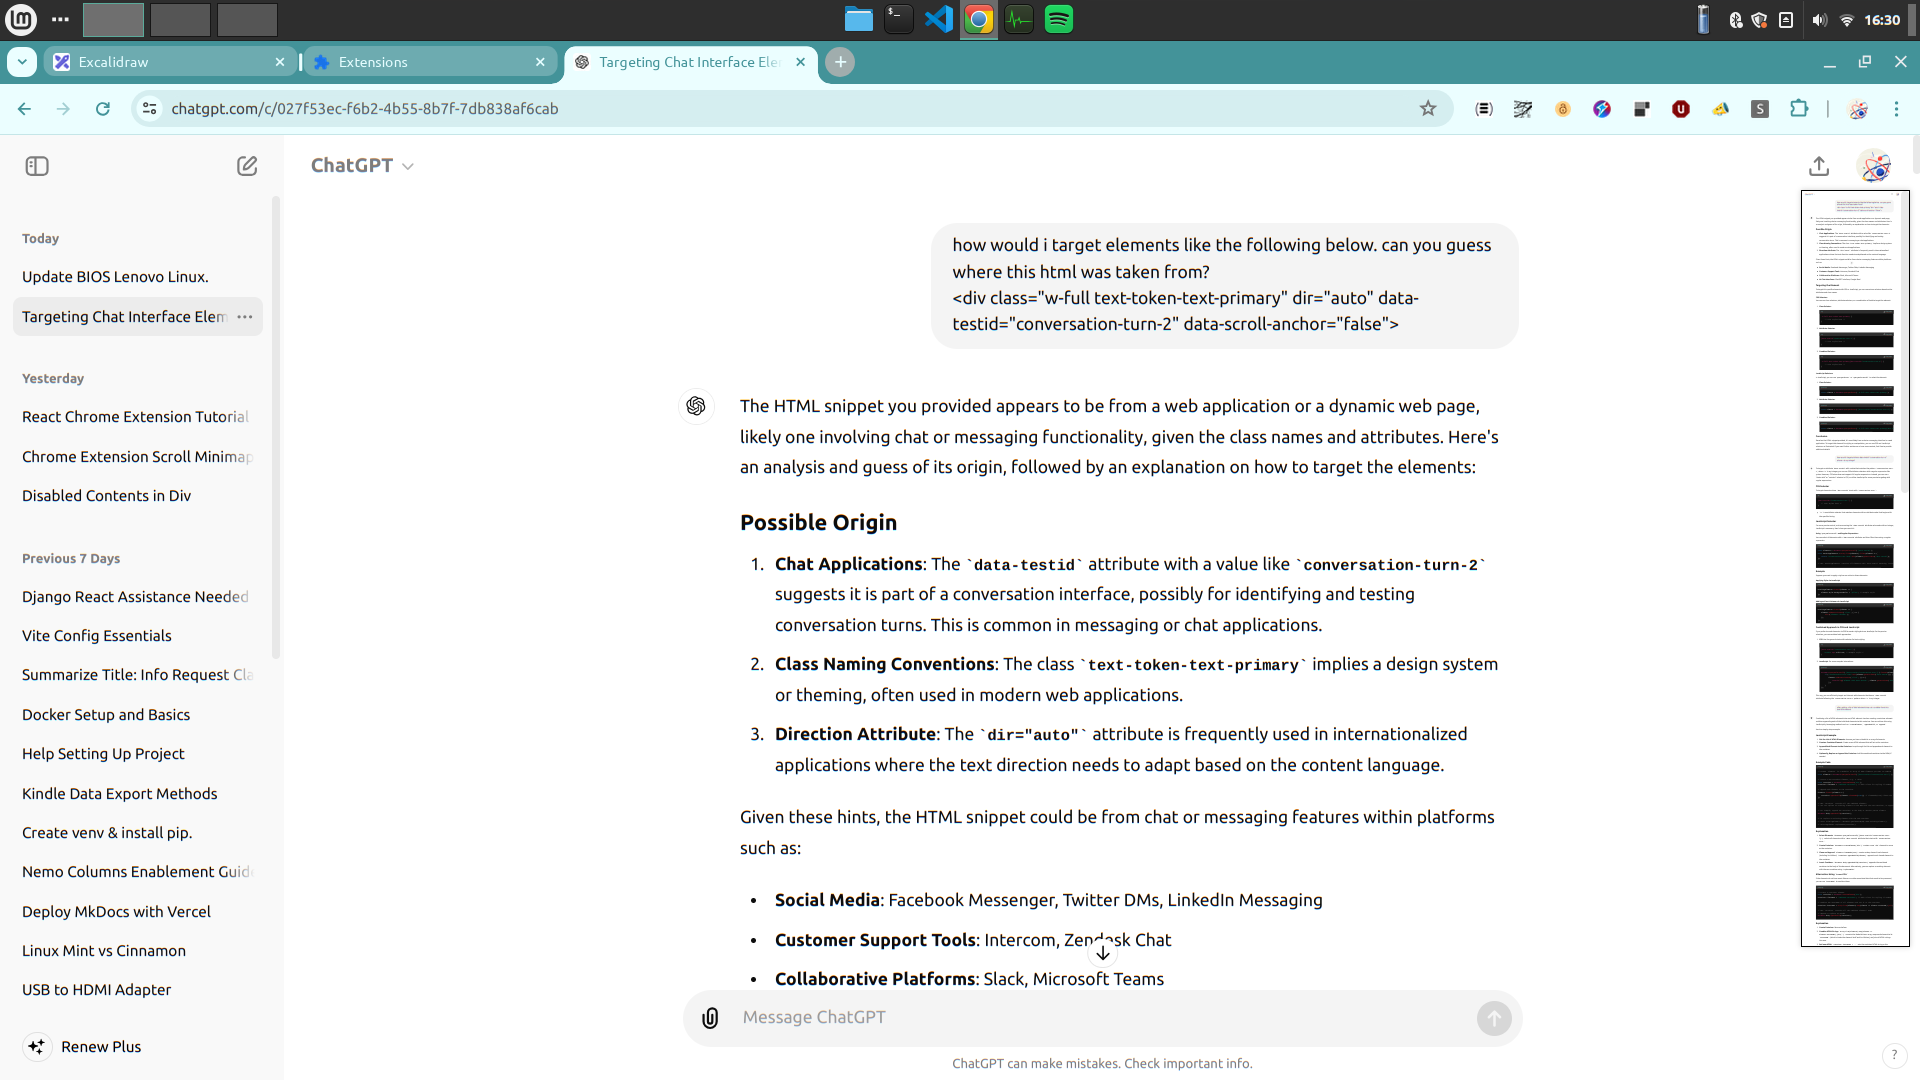 16:30
Excalidraw
Extensions
Targeting Chat Interface Ele
chatgpt.com/c/027f53ec-f6b2-4b55-8b7f-7db838af6cab
ChatGPT
Today
Update BIOS Lenovo Linux.
Targeting Chat Interface Elem
Yesterday
React Chrome Extension Tutorial
Chrome Extension Scroll Minimap
Disabled Contents in Div
Previous 7 Days
Django React Assistance Needed
Vite Config Essentials
Summarize Title: Info Request Cla
Docker Setup and Basics
Help Setting Up Project
Kindle Data Export Methods
Create venv & install pip.
Nemo Columns Enablement Guide
Deploy MkDocs with Vercel
Linux Mint vs Cinnamon
USB to HDMI Adapter
Renew Plus
how would i target elements like the following below. can you guess
where this html was taken from?
<div class="w-full text-token-text-primary" dir="auto" data-
testid="conversation-turn-2" data-scroll-anchor="false">
The HTML snippet you provided appears to be from a web application or a dynamic web page,
likely one involving chat or messaging functionality, given the class names and attributes. Here's
an analysis and guess of its origin, followed by an explanation on how to target the elements:
Possible Origin
1. Chat Applications: The `data-testid` attribute with a value like `conversation-turn-2`
suggests it is part of a conversation interface, possibly for identifying and testing
conversation turns. This is common in messaging or chat applications.
2. Class Naming Conventions: The class `text-token-text-primary` implies a design system
or theming, often used in modern web applications.
3. Direction Attribute: The `dir="auto"` attribute is frequently used in internationalized
applications where the text direction needs to adapt based on the content language.
Given these hints, the HTML snippet could be from chat or messaging features within platforms
such as:
• Social Media: Facebook Messenger, Twitter DMs, LinkedIn Messaging
• Customer Support Tools: Intercom, Zendesk Chat
• Collaborative Platforms: Slack, Microsoft Teams
Message ChatGPT
ChatGPT can make mistakes. Check important info.
?